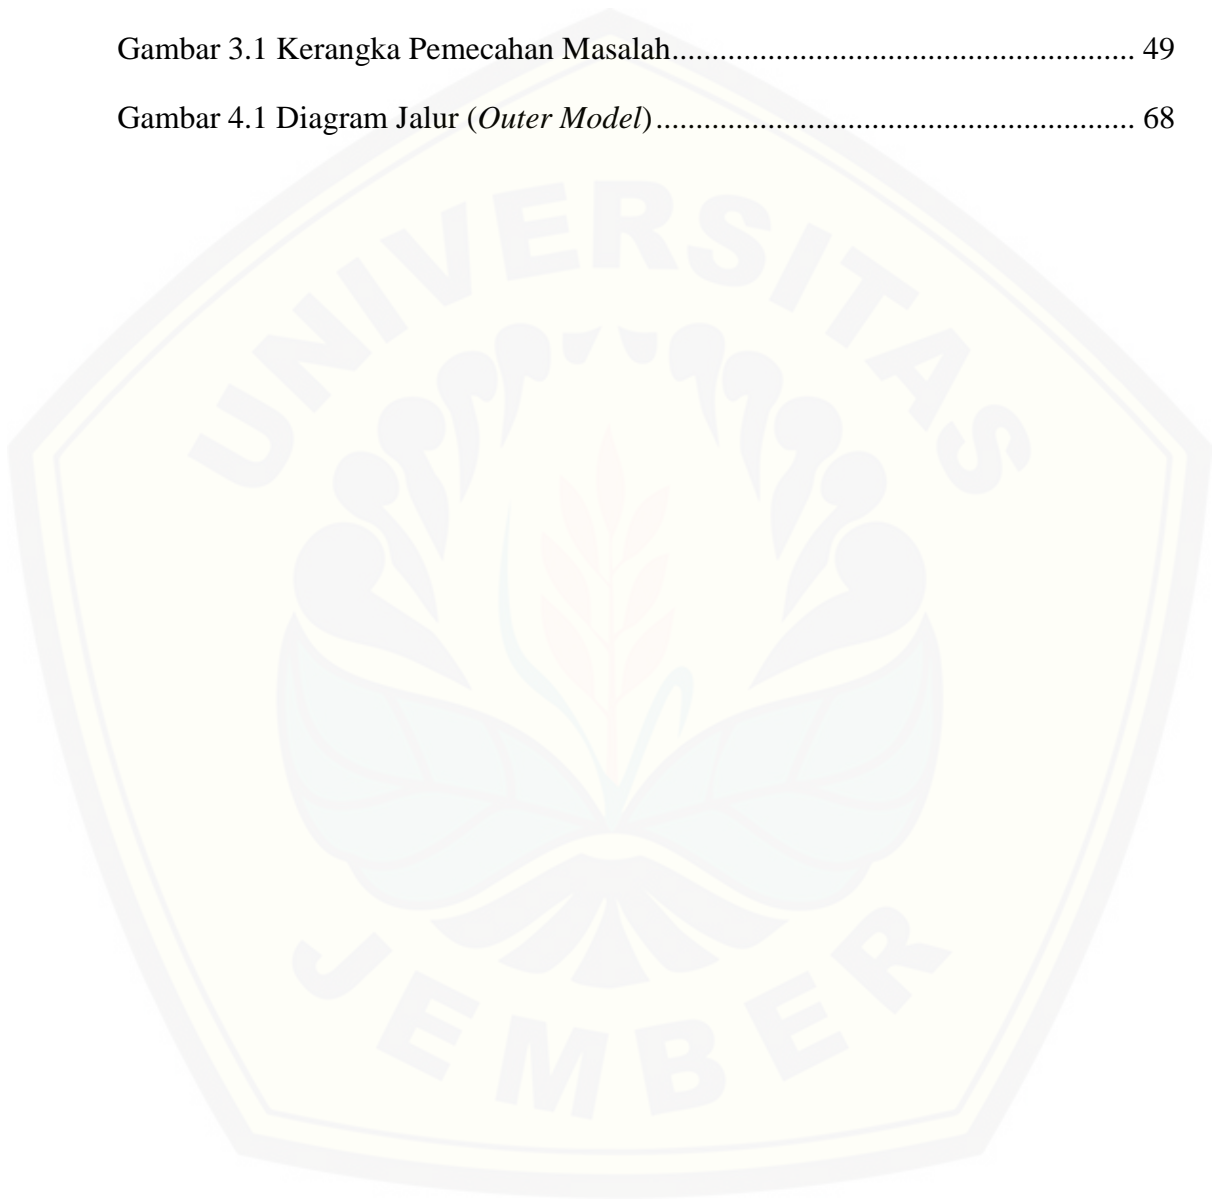 Gambar 3.1 Kerangka Pemecahan Masalah.......................................................... 49
Gambar 4.1 Diagram Jalur (Outer Model)............................................................ 68
UNIVERSITAS
JEMBER